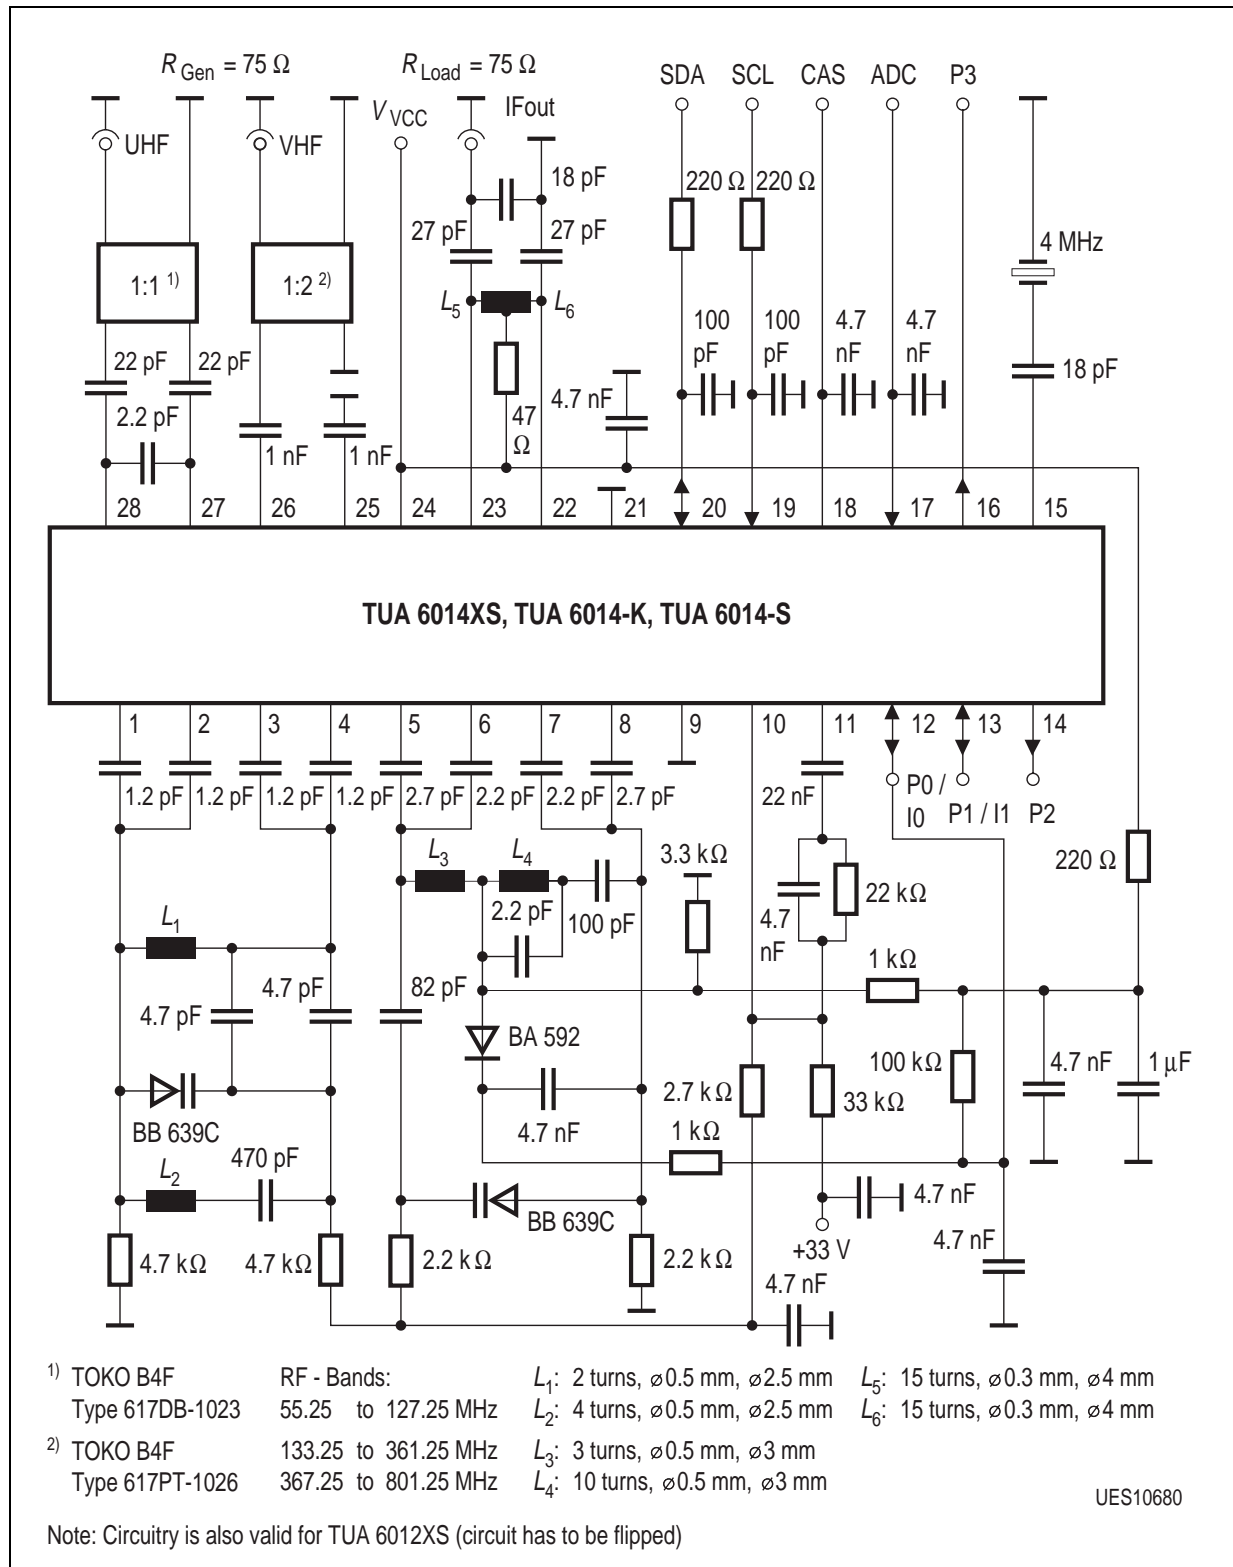 R Gen = 75 Ω R Load = 75 Ω SDA SCL CAS ADC P3
UHF VHF V VCC IFout
18 pF
220 Ω 220 Ω
27 pF 27 pF
4 MHz
1:1 1) 1:2 2)
L5 L6
100 pF 100 pF 4.7 nF 4.7 nF
22 pF 22 pF 18 pF
2.2 pF 4.7 nF
47 Ω
1 nF 1 nF
28 27 26 25 24 23 22 21 20 19 18 17 16 15
TUA 6014XS, TUA 6014-K, TUA 6014-S
1 2 3 4 5 6 7 8 9 10 11 12 13 14
1.2 pF 1.2 pF 1.2 pF 1.2 pF 2.7 pF 2.2 pF 2.2 pF 2.7 pF 22 nF P0 / I0 P1 / I1 P2
L3 L4 3.3 kΩ 220 Ω
2.2 pF 100 pF 22 kΩ
L1 4.7 nF
1 kΩ
4.7 pF 4.7 pF 82 pF
BA 592
100 kΩ 4.7 nF 1 µF
2.7 kΩ 33 kΩ
BB 639C 4.7 nF
1 kΩ
L2 470 pF
BB 639C 4.7 nF
4.7 kΩ 4.7 kΩ 2.2 kΩ 2.2 kΩ +33 V 4.7 nF
4.7 nF
1) TOKO B4F RF - Bands: L1: 2 turns, ⌀0.5 mm, ⌀2.5 mm L5: 15 turns, ⌀0.3 mm, ⌀4 mm
Type 617DB-1023 55.25 to 127.25 MHz L2: 4 turns, ⌀0.5 mm, ⌀2.5 mm L6: 15 turns, ⌀0.3 mm, ⌀4 mm
2) TOKO B4F 133.25 to 361.25 MHz L3: 3 turns, ⌀0.5 mm, ⌀3 mm
Type 617PT-1026 367.25 to 801.25 MHz L4: 10 turns, ⌀0.5 mm, ⌀3 mm
UES10680
Note: Circuitry is also valid for TUA 6012XS (circuit has to be flipped)